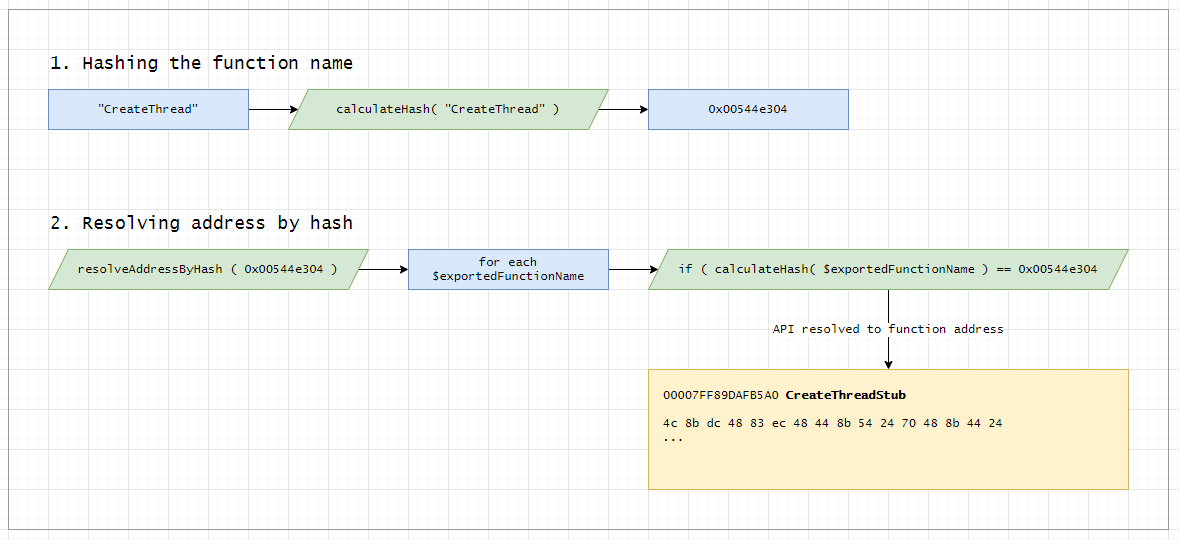 1. Hashing the function name
"CreateThread"
calculateHash( "CreateThread" )
0x00544e304
2. Resolving address by hash
resolveAddressByHash ( 0x00544e304 )
for each
$exportedFunctionName
if ( calculateHash( $exportedFunctionName ) == 0x00544e304
API resolved to function address
00007FF89DAFB5A0 CreateThreadStub
4c 8b dc 48 83 ec 48 44 8b 54 24 70 48 8b 44 24
...